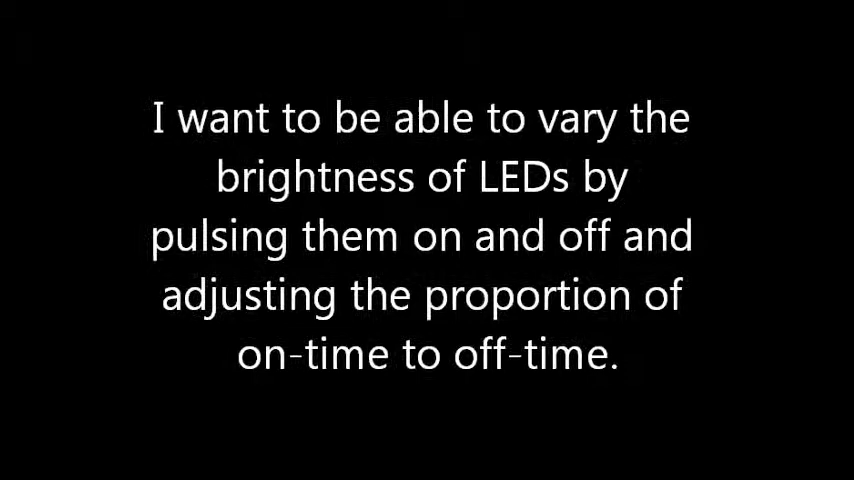 I want to be able to vary the
brightness of LEDs by
pulsing them on and off and
adjusting the proportion of
on-time to off-time.